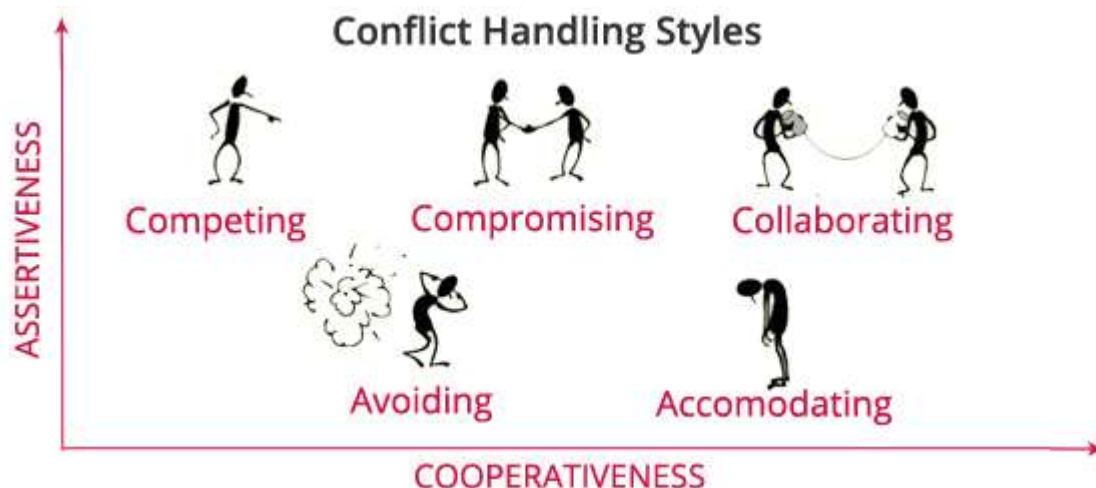 Conflict Handling Styles
ASSERTIVENESS
Competing
Compromising
Collaborating
Avoiding
Accomodating
COOPERATIVENESS